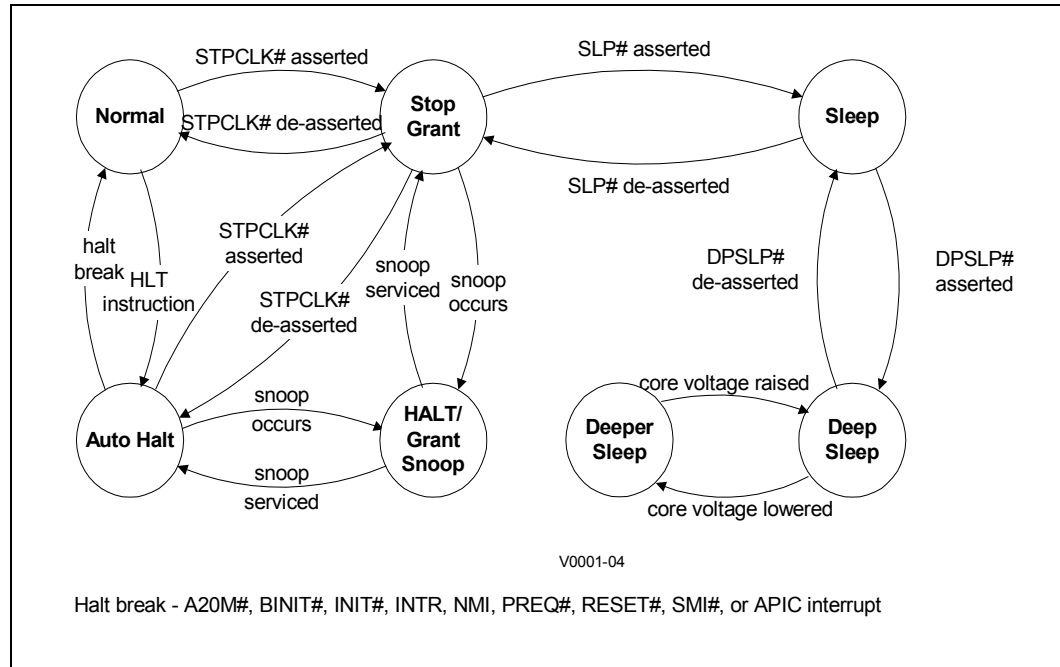 STPCLK# asserted
SLP# asserted
Normal
Stop
Grant
Sleep
STPCLK# de-asserted
SLP# de-asserted
halt
break
HLT
instruction
STPCLK#
asserted
STPCLK#
de-asserted
snoop
serviced
snoop
occurs
DPSLP#
de-asserted
DPSLP#
asserted
Auto Halt
snoop
occurs
snoop
serviced
HALT/
Grant
Snoop
core voltage raised
Deeper
Sleep
Deep
Sleep
core voltage lowered
V0001-04
Halt break - A20M#, BINIT#, INIT#, INTR, NMI, PREQ#, RESET#, SMI#, or APIC interrupt